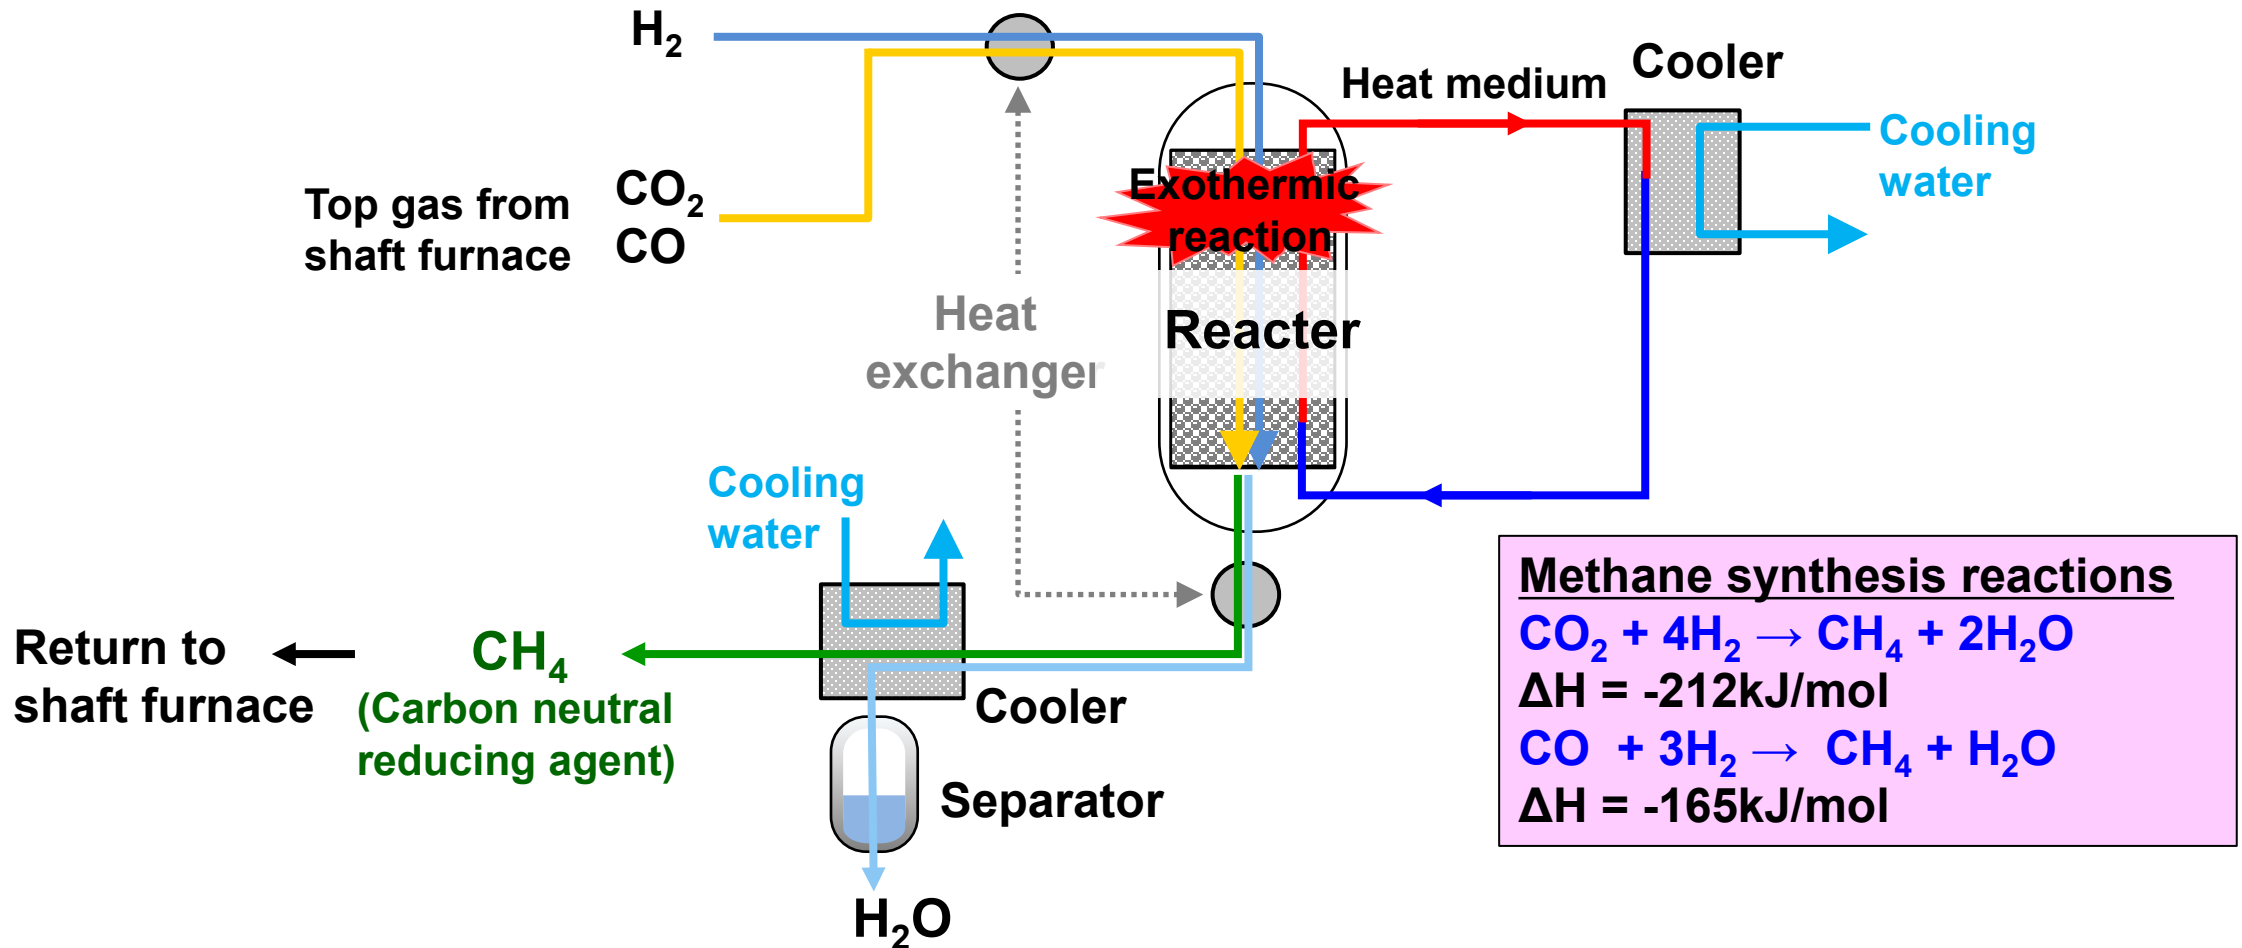 H₂
Top gas from
shaft furnace
CO₂
CO
Heat
exchanger
Exothermic
reaction
Reacter
Heat medium
Cooler
Cooling
water
Cooling
water
Cooler
Separator
H₂O
CH₄
(Carbon neutral
reducing agent)
Return to
shaft furnace
Methane synthesis reactions
CO₂ + 4H₂ → CH₄ + 2H₂O
ΔH = -212kJ/mol
CO + 3H₂ → CH₄ + H₂O
ΔH = -165kJ/mol